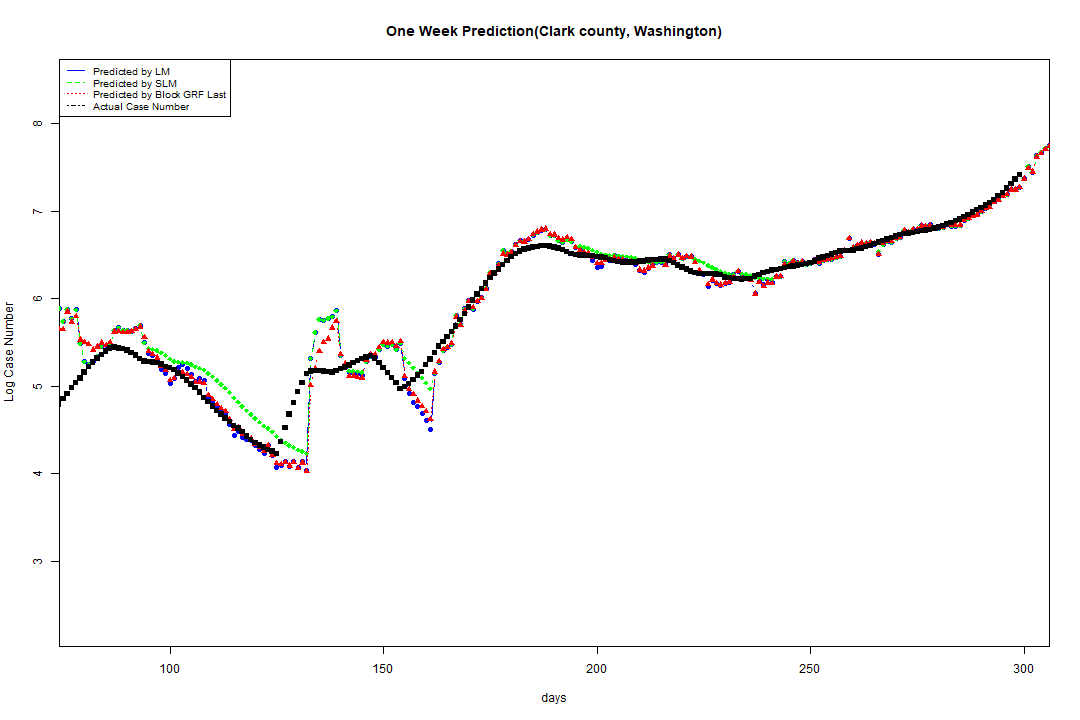 One Week Prediction(Clark county, Washington)
Predicted by LM
Predicted by SLM
Predicted by Block GRF Last
Actual Case Number
8
7
6
5
4
3
Log Case Number
100 150 200 250 300
days